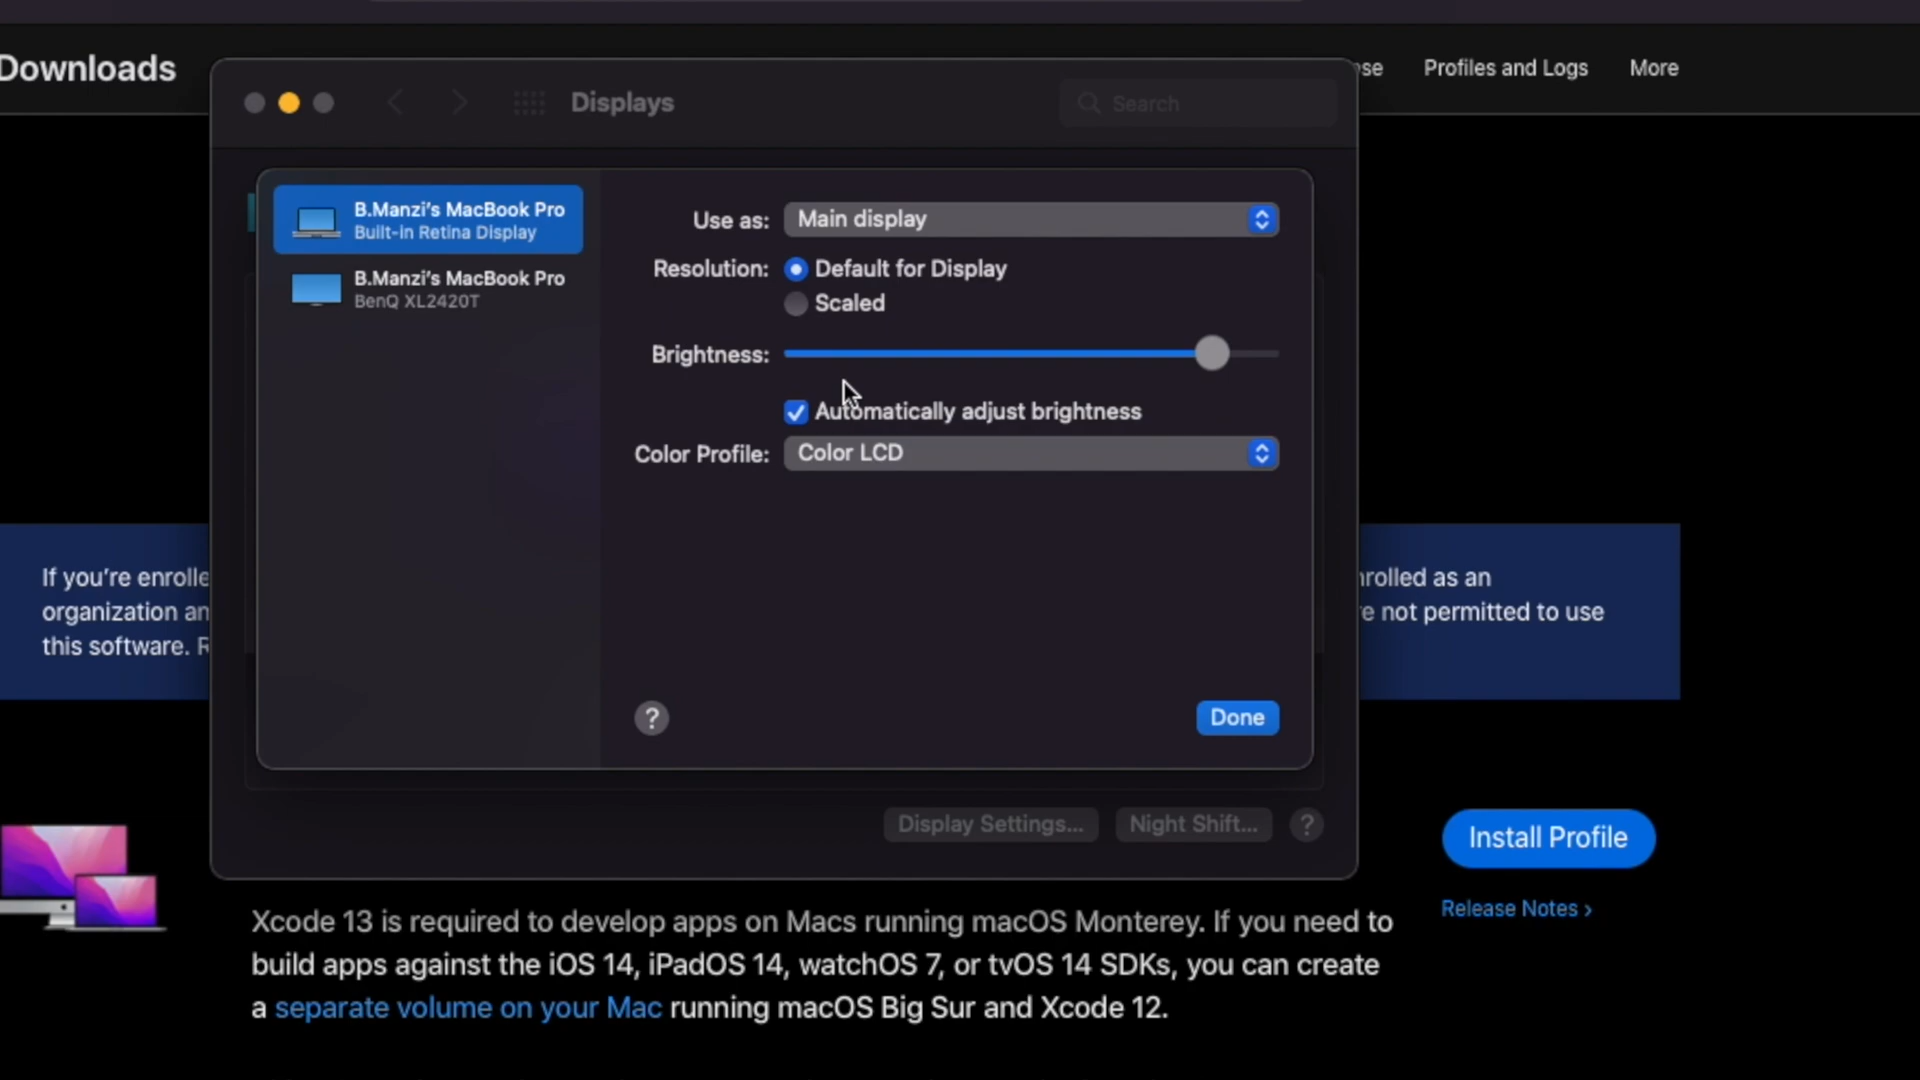 Downloads
Profiles and Logs
More
Displays
Search
B.Manzi's MacBook Pro
Built-in Retina Display
B.Manzi's MacBook Pro
BenQ XL2420T
Use as: Main display
Resolution: Default for Display
Scaled
Brightness:
Automatically adjust brightness
Color Profile: Color LCD
?
Done
Display Settings...
Night Shift...
?
If you're
as an
organization
not permitted to use
this software.
Install Profile
Release Notes ›
Xcode 13 is required to develop apps on Macs running macOS Monterey. If you need to
build apps against the iOS 14, iPadOS 14, watchOS 7, or tvOS 14 SDKs, you can create
a separate volume on your Mac running macOS Big Sur and Xcode 12.